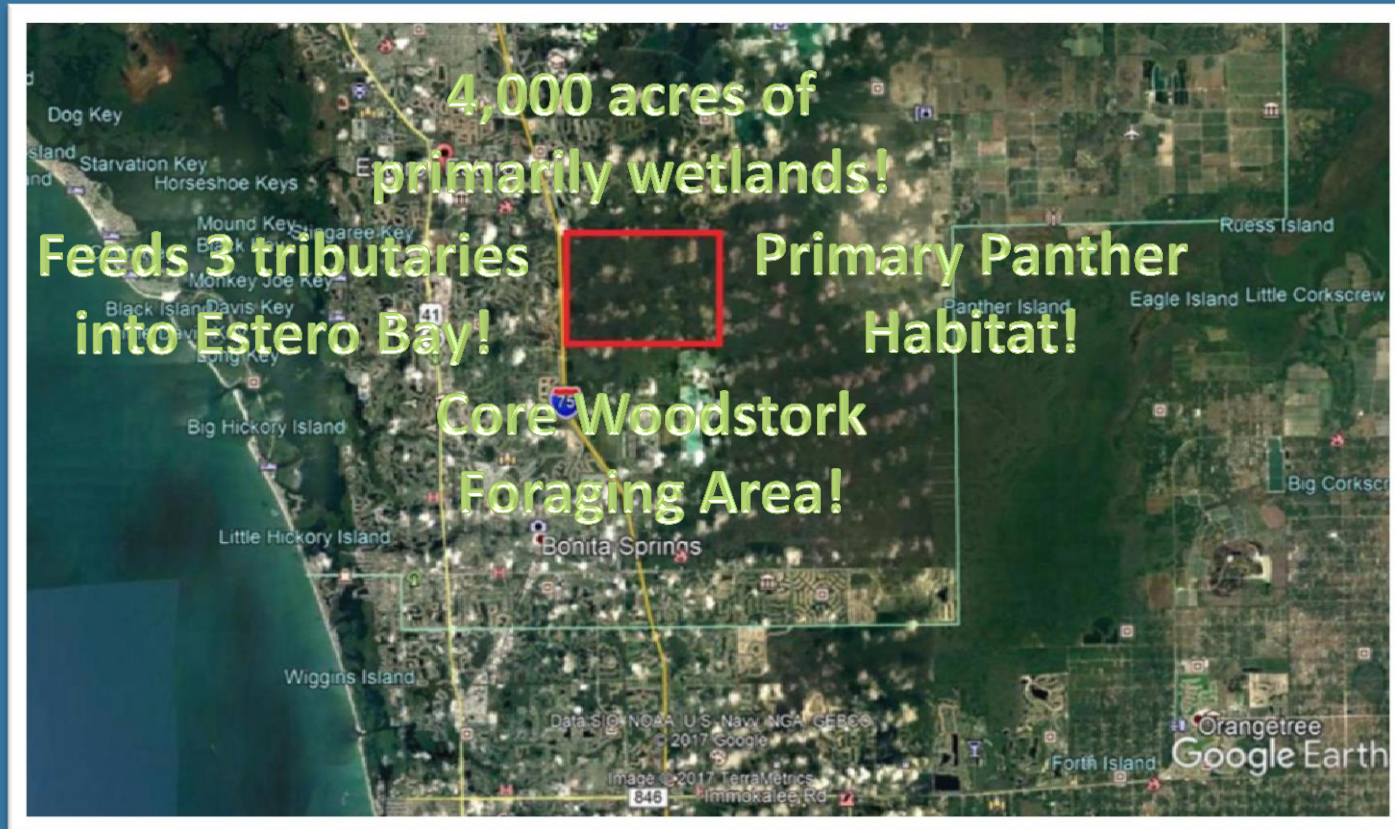 4,000 acres of
primarily wetlands!
Feeds 3 tributaries
into Estero Bay!
Primary Panther
Habitat!
Core Woodstork
Foraging Area!
Dog Key
Starvation Key
Horseshoe Keys
Mound Key
Stingaree Key
Monkey Joe Key
Black Island
Davis Key
41
75
Big Hickory Island
Little Hickory Island
Bonita Springs
Wiggins Island
Ruess Island
Panther Island
Eagle Island
Little Corkscrew
Big Corkscr
Orangetree
Forth Island
Data SIO, NOAA, U.S. Navy, NGA, GEBCO
© 2017 Google
Image © 2017 TerraMetrics
846
Immokalee Rd
Google Earth